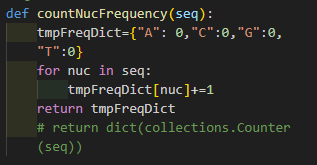 def countNucFrequency(seq):
    tmpFreqDict={"A": 0,"C":0,"G":0,
    "T":0}
    for nuc in seq:
        tmpFreqDict[nuc]+=1
    return tmpFreqDict
    # return dict(collections.Counter
    (seq))